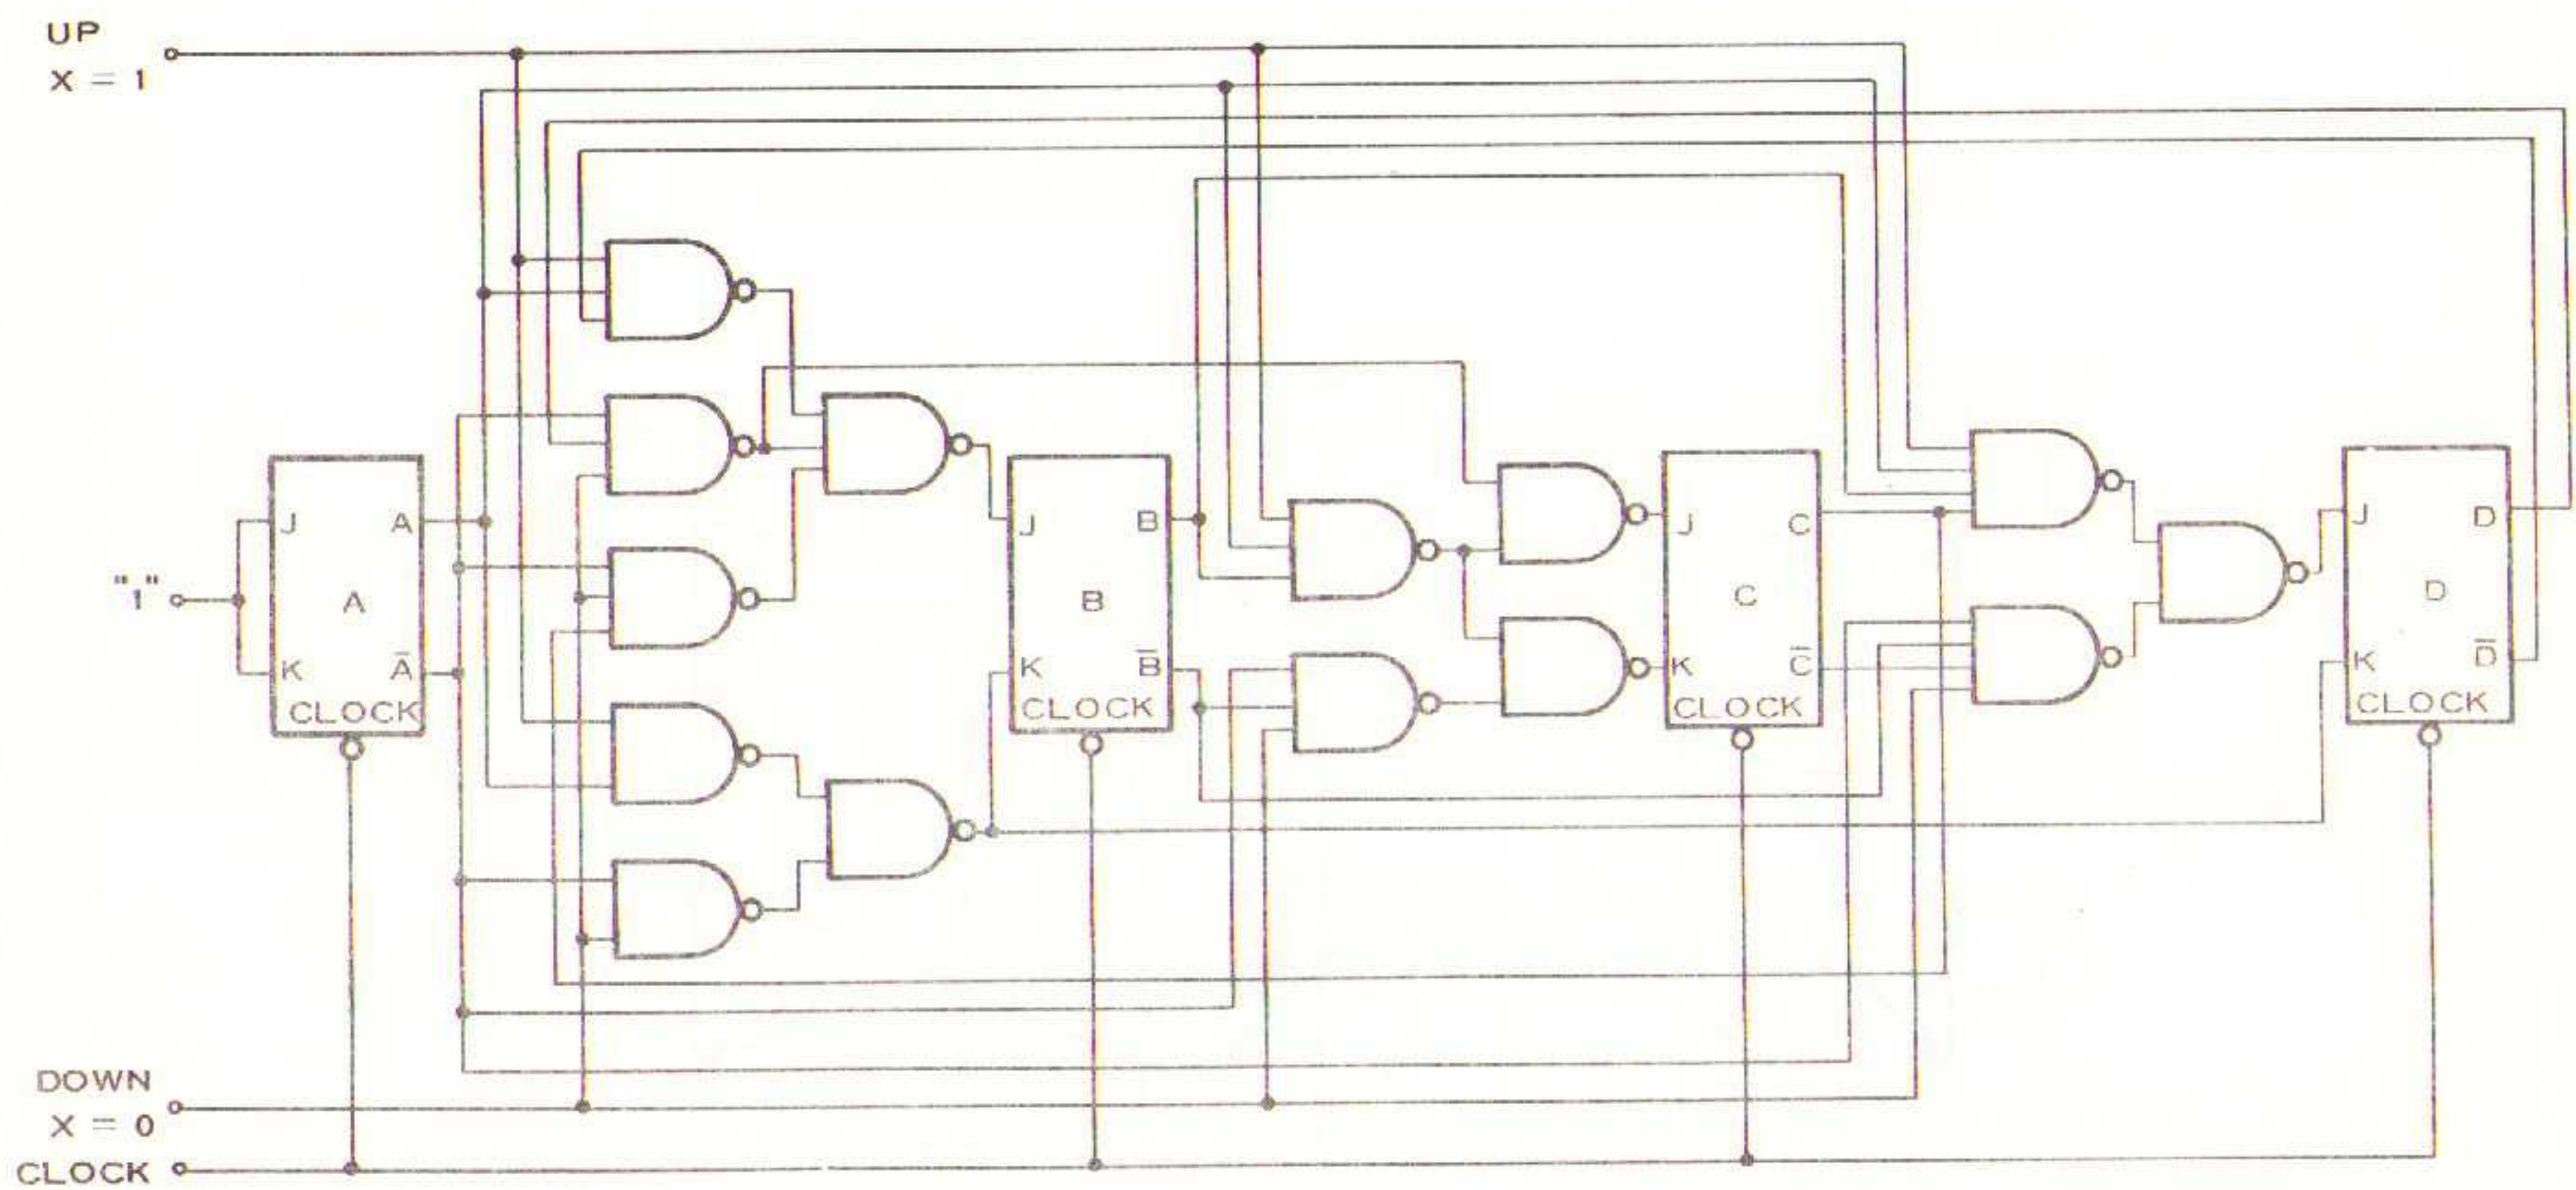 UP
X = 1
"1"
J A
A
K Ā
CLOCK
J B
B
K B̄
CLOCK
J C
C
K C̄
CLOCK
J D
D
K D̄
CLOCK
DOWN
X = 0
CLOCK